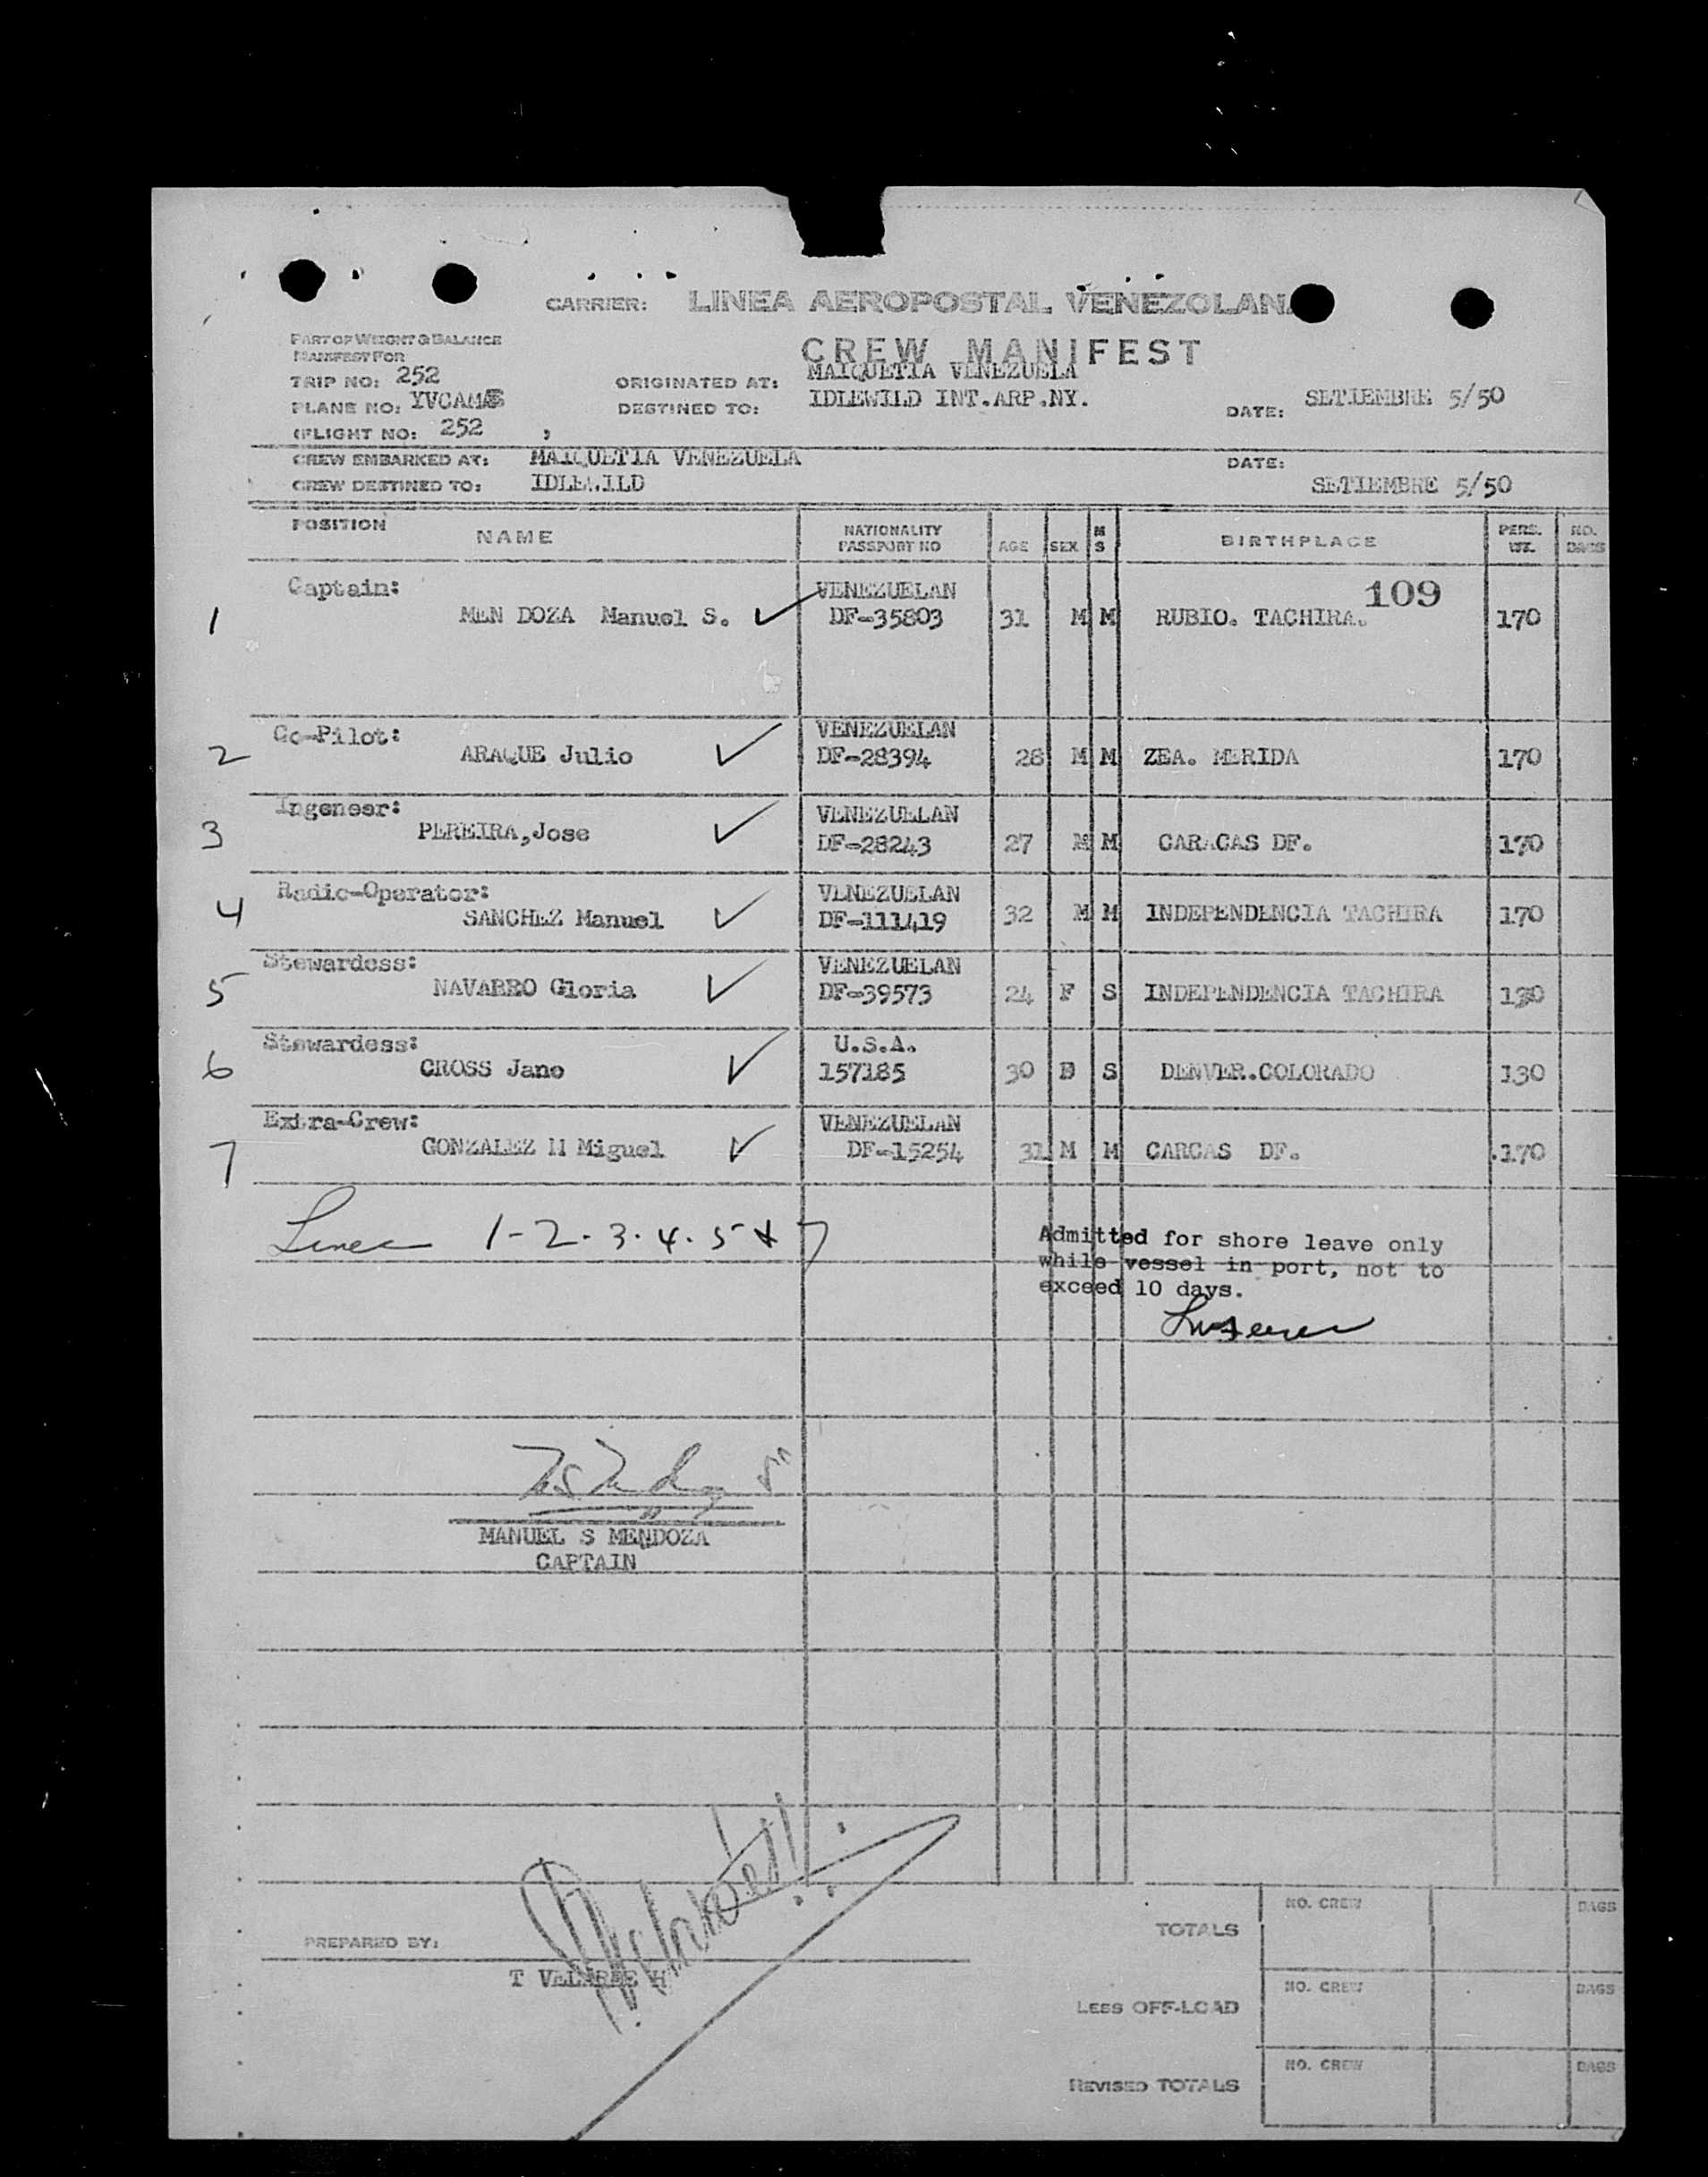 CARRIER: LINEA AEROPOSTAL VENEZOLANA
CREW MANIFEST
PART OF WEIGHT & BALANCE
MANIFEST FOR
TRIP NO: 252
ORIGINATED AT: MAIQUETIA VENEZUELA
PLANE NO:
DESTINED TO: IDLEWILD INT.ARP.NY.
DATE: SETIEMBRE 5/50
(FLIGHT NO: 252
CREW EMBARKED AT: MAIQUETIA VENEZUELA
DATE:
CREW DESTINED TO: IDLEWILD
SETIEMBRE 5/50
POSITION NAME NATIONALITY PASSPORT NO AGE SEX M S BIRTHPLACE PERS. WT. NO. BAGS
109
Captain: VENEZUELAN
1 MEN DOZA Manuel S. ✓ DF-35803 31 M M RUBIO. TACHIRA. 170
Co-Pilot: VENEZUELAN
2 ARAQUE Julio ✓ DF-28394 28 M M ZEA. MERIDA 170
Ingeneer: VENEZUELAN
3 PEREIRA,Jose ✓ DF-28243 27 M M CARACAS DF. 170
Radio-Operator: VENEZUELAN
4 SANCHEZ Manuel ✓ DF-111419 32 M M INDEPENDENCIA TACHIRA 170
Stewardess: VENEZUELAN
5 NAVARRO Gloria ✓ DF-39573 24 F S INDEPENDENCIA TACHIRA 130
Stewardess: U.S.A.
6 CROSS Jane ✓ 157185 30 S DENVER.COLORADO 130
Extra-Crew: VENEZUELAN
7 GONZALEZ Miguel ✓ DF-15254 31 M M CARCAS DF. 170
1-2-3-4-5 & 7
Admitted for shore leave only
while vessel in port, not to
exceed 10 days.
MANUEL S MENDOZA
CAPTAIN
PREPARED BY:
T
TOTALS NO. CREW BAGS
LESS OFF-LOAD NO. CREW BAGS
REVISED TOTALS NO. CREW BAGS